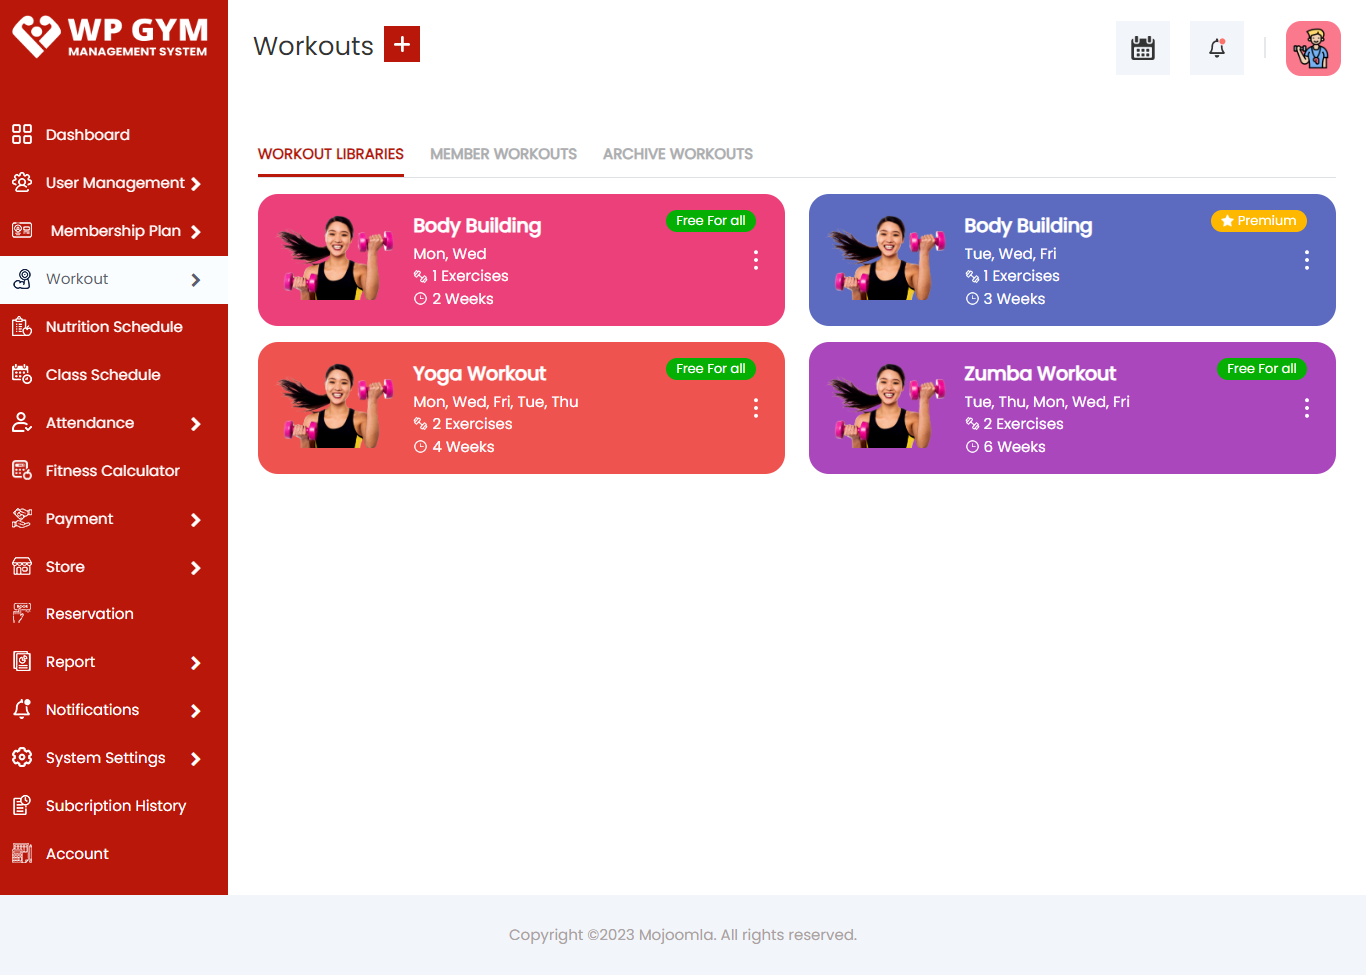 WP GYM
MANAGEMENT SYSTEM
Dashboard
User Management
Membership Plan
Workout
Nutrition Schedule
Class Schedule
Attendance
Fitness Calculator
Payment
Store
Reservation
Report
Notifications
System Settings
Subcription History
Account
Workouts
WORKOUT LIBRARIES
MEMBER WORKOUTS
ARCHIVE WORKOUTS
Body Building
Free For all
Mon, Wed
1 Exercises
2 Weeks
Body Building
Premium
Tue, Wed, Fri
1 Exercises
3 Weeks
Yoga Workout
Free For all
Mon, Wed, Fri, Tue, Thu
2 Exercises
4 Weeks
Zumba Workout
Free For all
Tue, Thu, Mon, Wed, Fri
2 Exercises
6 Weeks
Copyright ©2023 Mojoomla. All rights reserved.